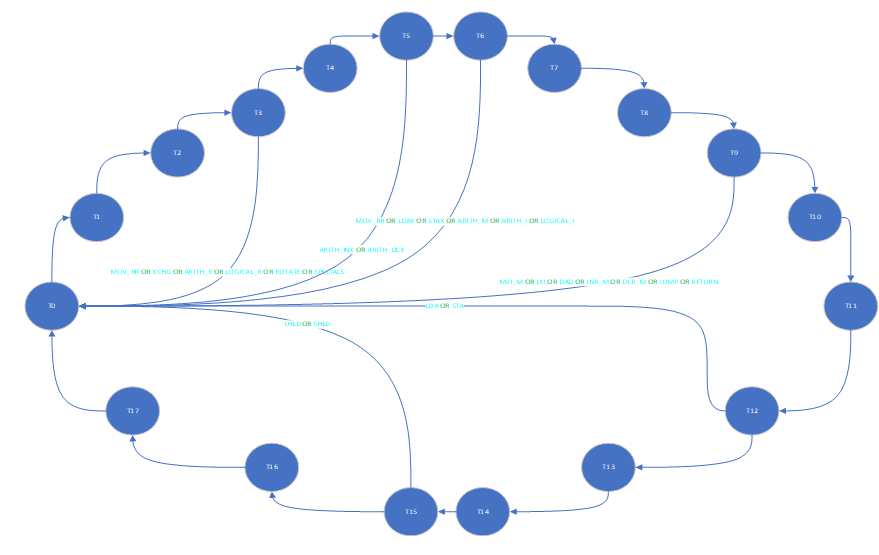 T5
T6
T4
T7
T3
T8
T2
T9
T1
T10
MOV_RR OR LDAX OR STAX OR ARITH_M OR ARITH_I OR LOGICAL_I
ARITH_INX OR ARITH_DCX
MOV_RR OR XCHG OR ARITH_R OR LOGICAL_R OR ROTATE OR SPECIALS
MVI_M OR LXI OR DAD OR INR_M OR DCR_M OR JUMP OR RETURN
T0
LDA OR STA
T11
LHLD OR SHLD
T17
T12
T16
T13
T15
T14